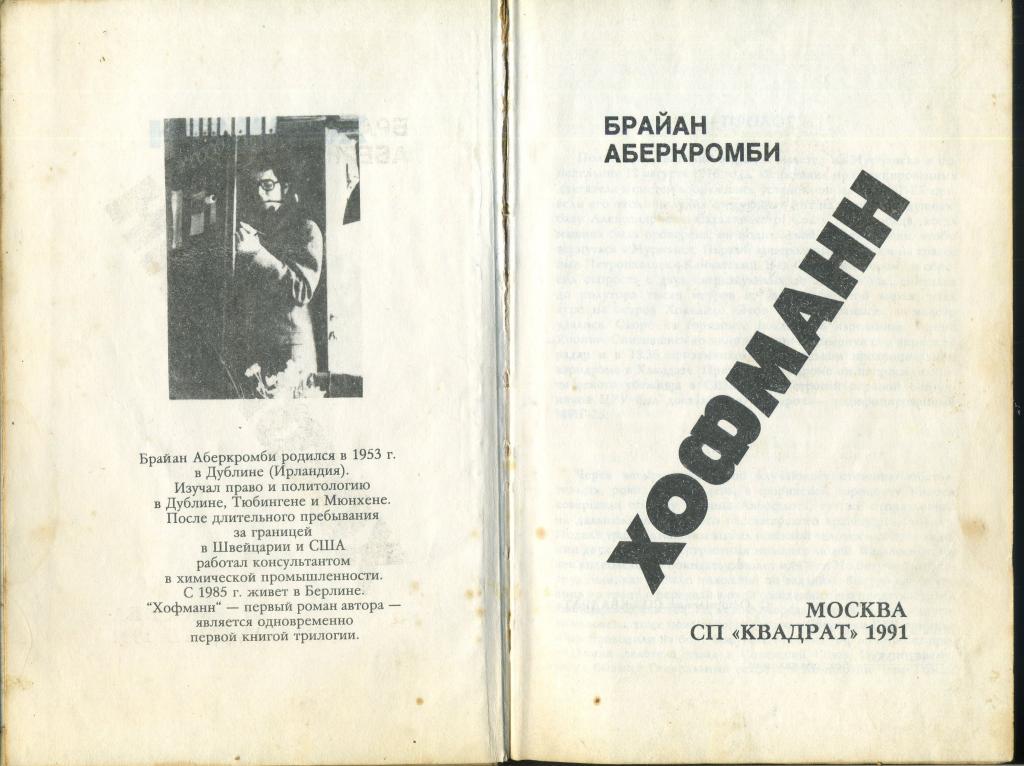 Брайан Аберкромби родился в 1953 г.
в Дублине (Ирландия).
Изучал право и политологию
в Дублине, Тюбингене и Мюнхене.
После длительного пребывания
за границей
в Швейцарии и США
работал консультантом
в химической промышленности.
С 1985 г. живет в Берлине.
“Хофманн“ — первый роман автора —
является одновременно
первой книгой трилогии.
БРАЙАН
АБЕРКРОМБИ
ХОФМАНН
МОСКВА
СП «КВАДРАТ» 1991